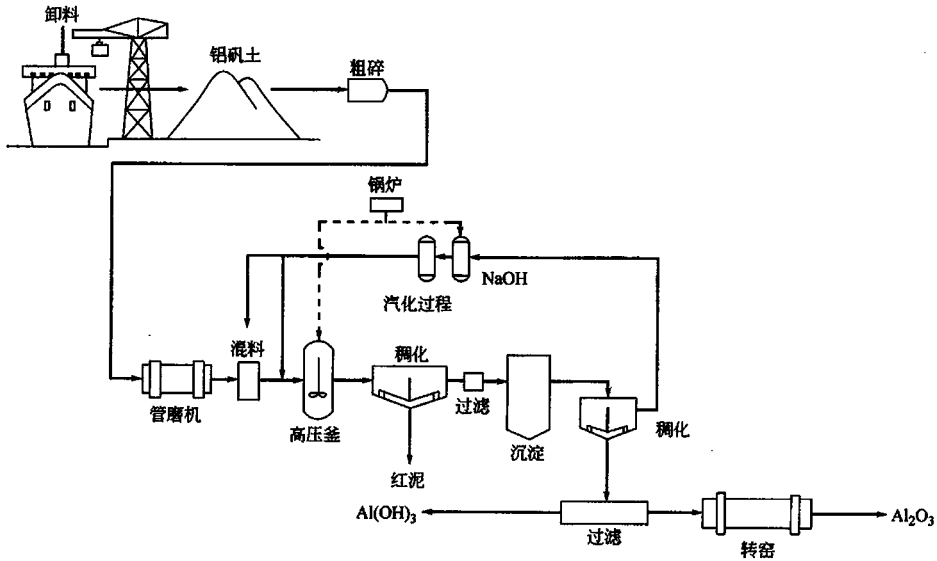 卸料
铝矾土
粗碎
锅炉
NaOH
汽化过程
混料
稠化
管磨机
高压釜
过滤
沉淀
稠化
红泥
Al(OH)₃
过滤
转窑
Al₂O₃